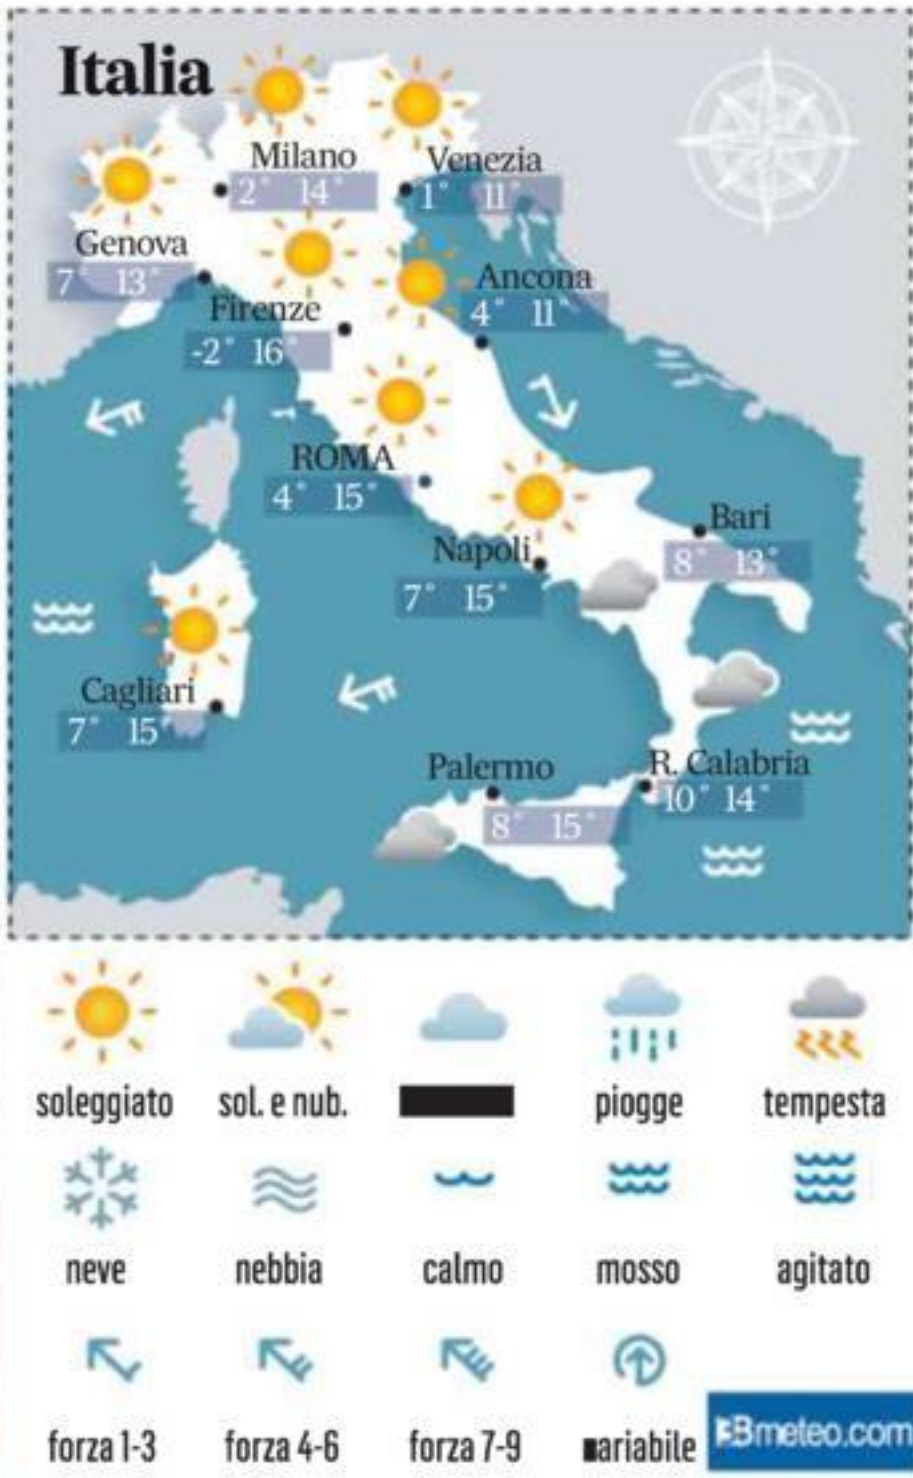 Italia
Milano
2° 14°
Venezia
1° 11°
Genova
7° 13°
Ancona
4° 11°
Firenze
-2° 16°
ROMA
4° 15°
Bari
8° 13°
Napoli
7° 15°
Cagliari
7° 15°
Palermo
8° 15°
R. Calabria
10° 14°
soleggiato sol. e nub. piogge tempesta
neve nebbia calmo mosso agitato
forza 1-3 forza 4-6 forza 7-9 ariabile
3Bmeteo.com